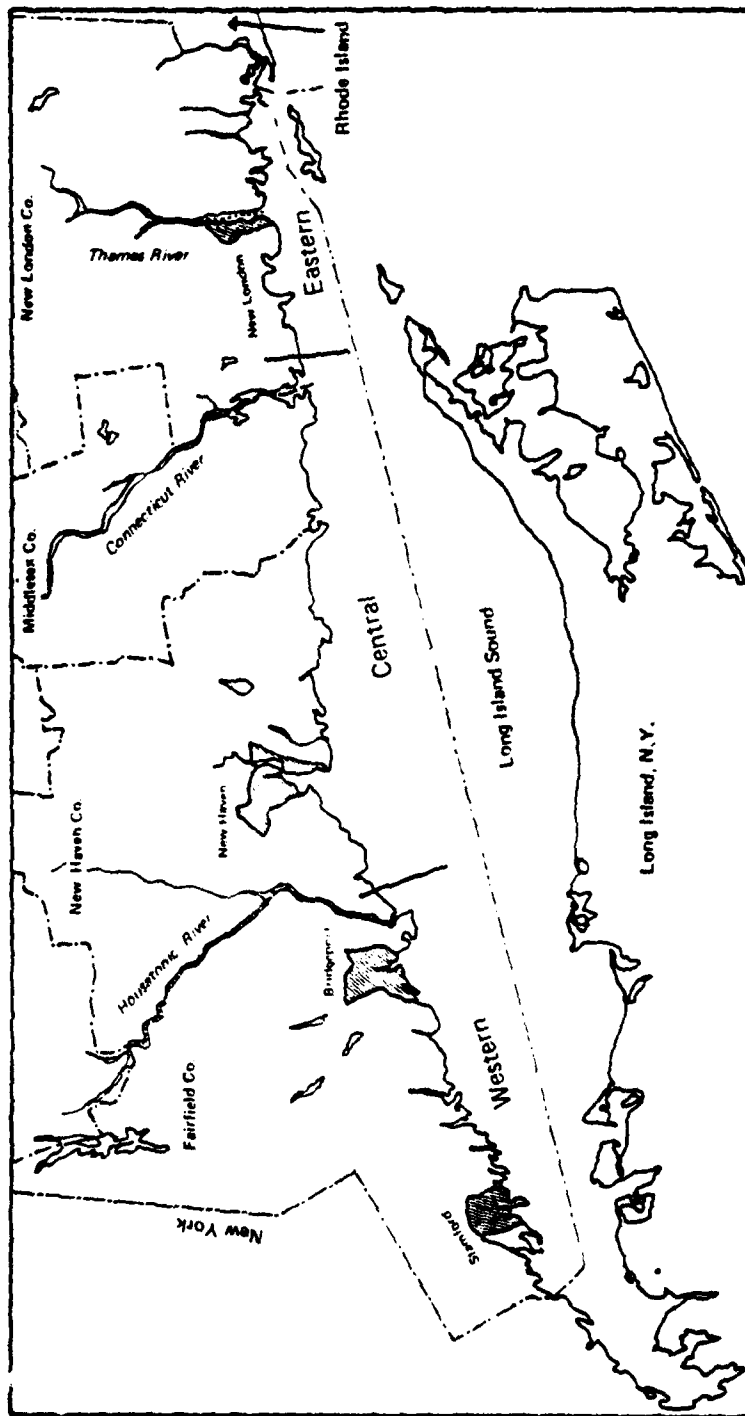 New London Co.
Middlesex Co.
New Haven Co.
Fairfield Co.
New York
Thames River
Connecticut River
Housatonic River
New London
New Haven
Stamford
Rhode Island
Eastern
Central
Western
Long Island Sound
Long Island, N.Y.